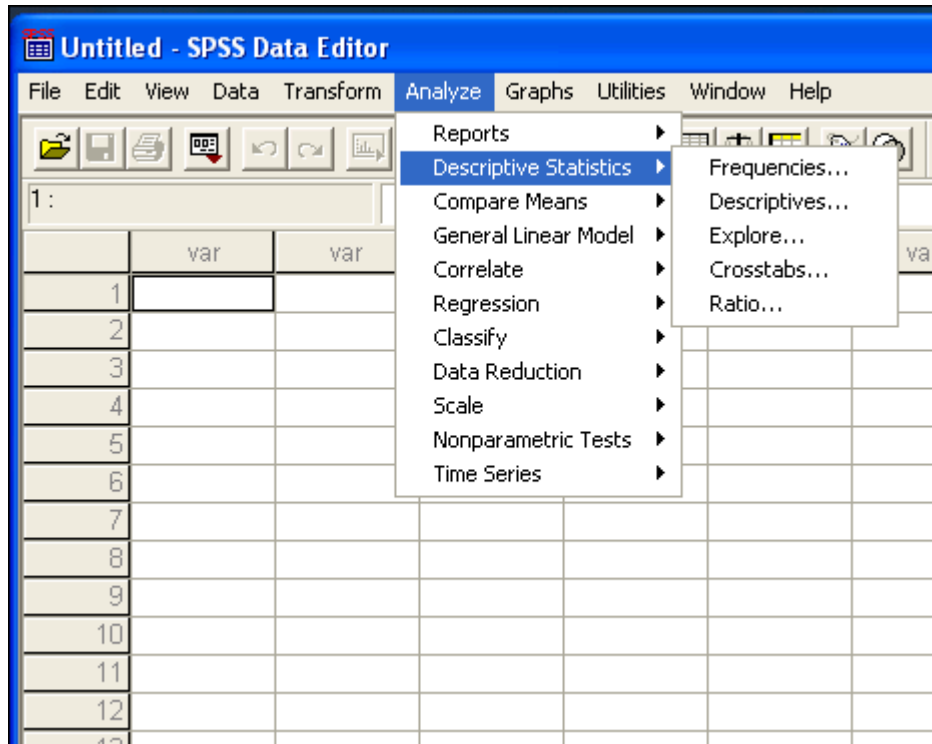 Untitled - SPSS Data Editor
File Edit View Data Transform Analyze Graphs Utilities Window Help
Reports
Descriptive Statistics
Compare Means
General Linear Model
Correlate
Regression
Classify
Data Reduction
Scale
Nonparametric Tests
Time Series
Frequencies...
Descriptives...
Explore...
Crosstabs...
Ratio...
1 :
var var va
1
2
3
4
5
6
7
8
9
10
11
12